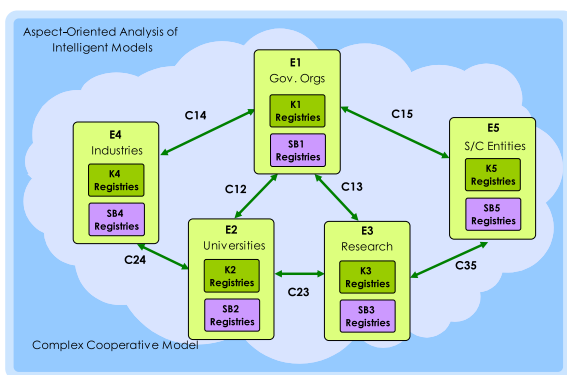 Aspect-Oriented Analysis of
Intelligent Models
E1
Gov. Orgs
K1
Registries
SB1
Registries
C14
C15
E4
Industries
K4
Registries
SB4
Registries
E5
S/C Entities
K5
Registries
SB5
Registries
C12
C13
E2
Universities
K2
Registries
SB2
Registries
E3
Research
K3
Registries
SB3
Registries
C24
C23
C35
Complex Cooperative Model